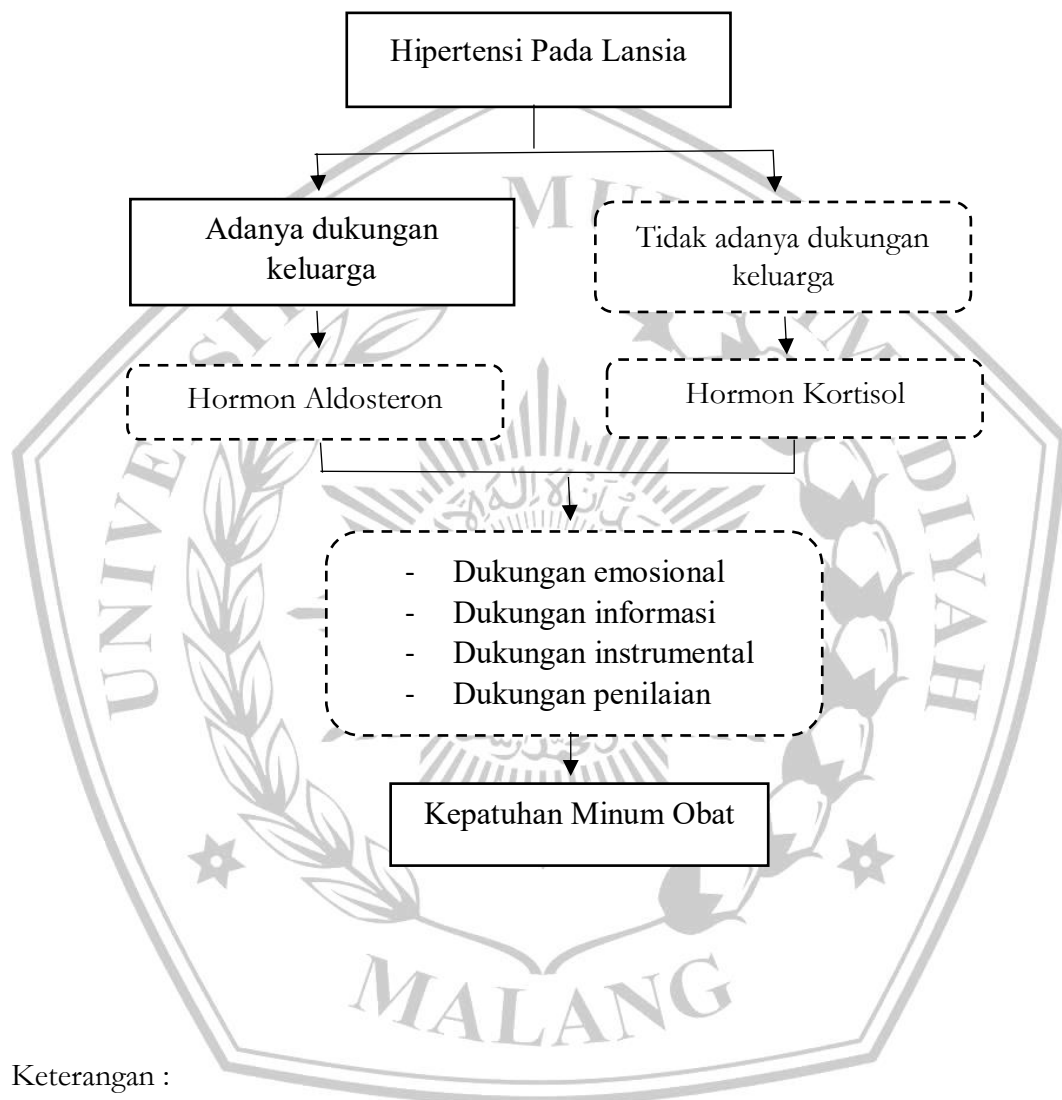 Hipertensi Pada Lansia
Adanya dukungan
keluarga
Tidak adanya dukungan
keluarga
Hormon Aldosteron
Hormon Kortisol
- Dukungan emosional
- Dukungan informasi
- Dukungan instrumental
- Dukungan penilaian
Kepatuhan Minum Obat
MALANG
Keterangan :